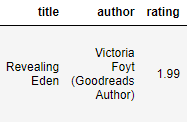 title author rating
Victoria
Revealing Foyt 1.99
Eden (Goodreads
Author)